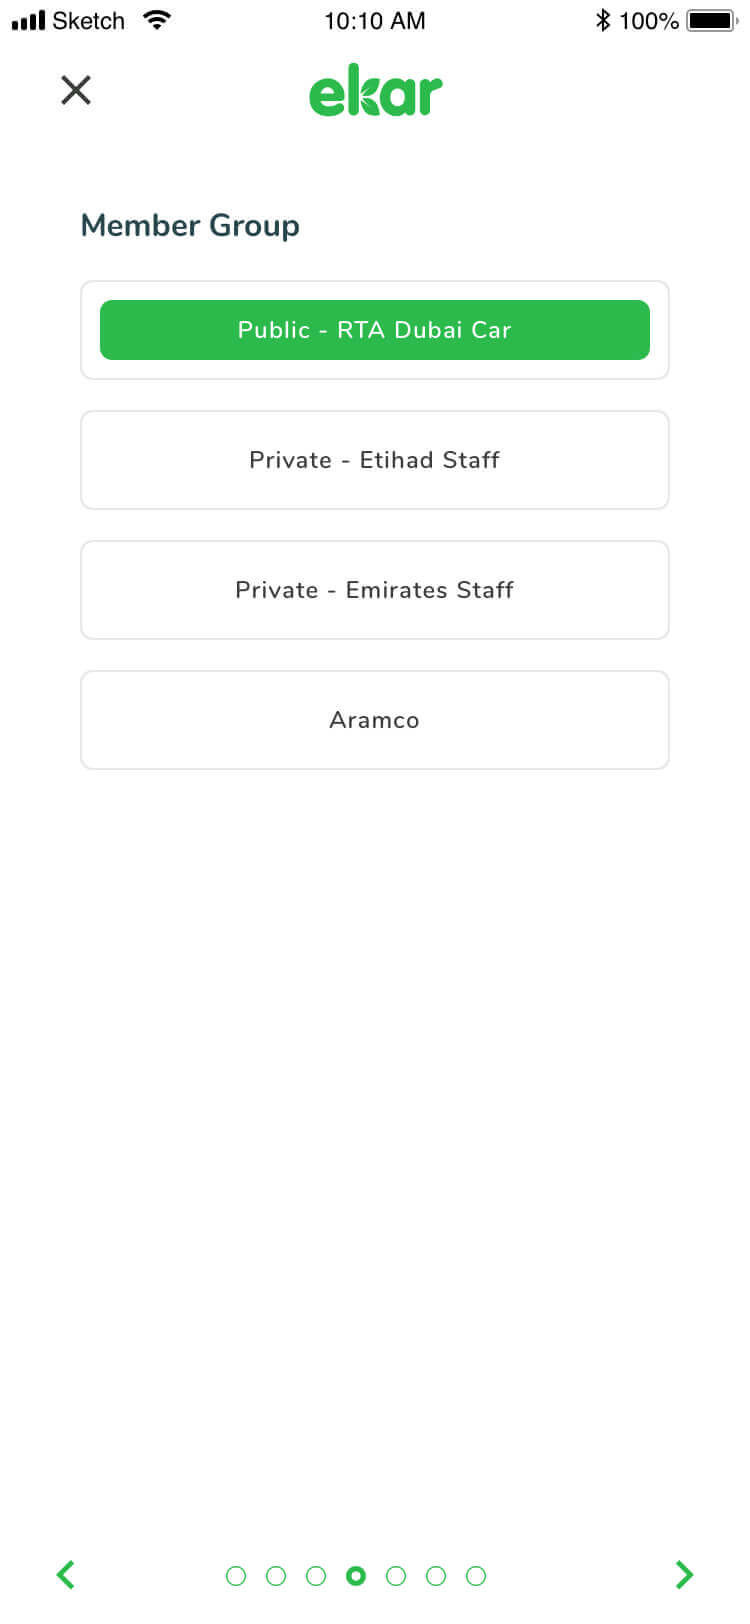 Sketch 10:10 AM 100%
ekar
Member Group
Public - RTA Dubai Car
Private - Etihad Staff
Private - Emirates Staff
Aramco